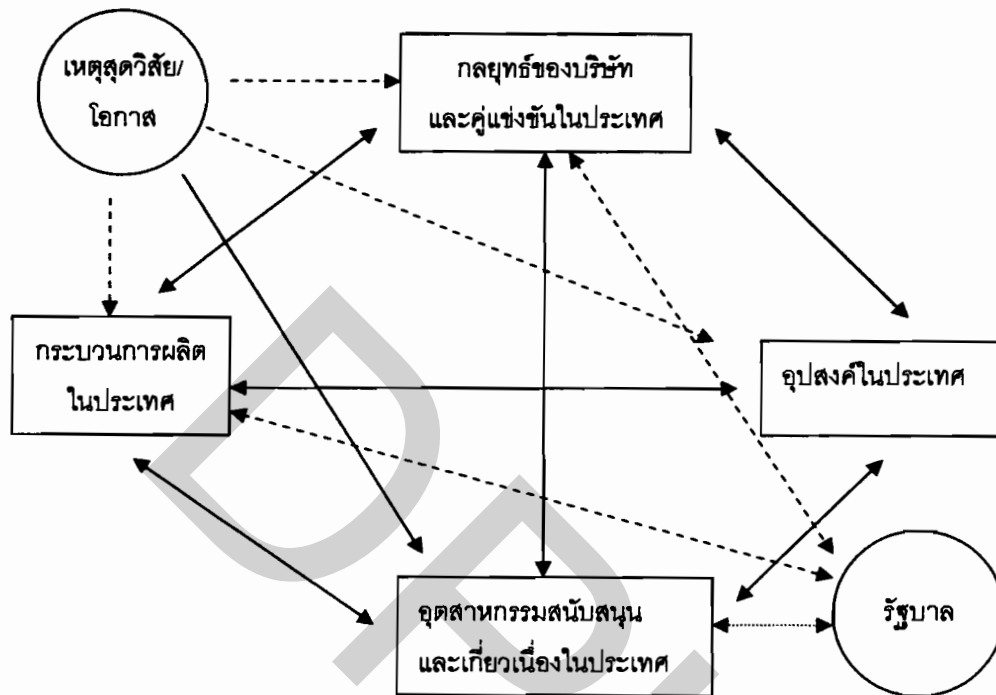 เหตุสุดวิสัย/
โอกาส
กลยุทธ์ของบริษัท
และคู่แข่งขันในประเทศ
กระบวนการผลิต
ในประเทศ
อุปสงค์ในประเทศ
อุตสาหกรรมสนับสนุน
และเกี่ยวเนื่องในประเทศ
รัฐบาล